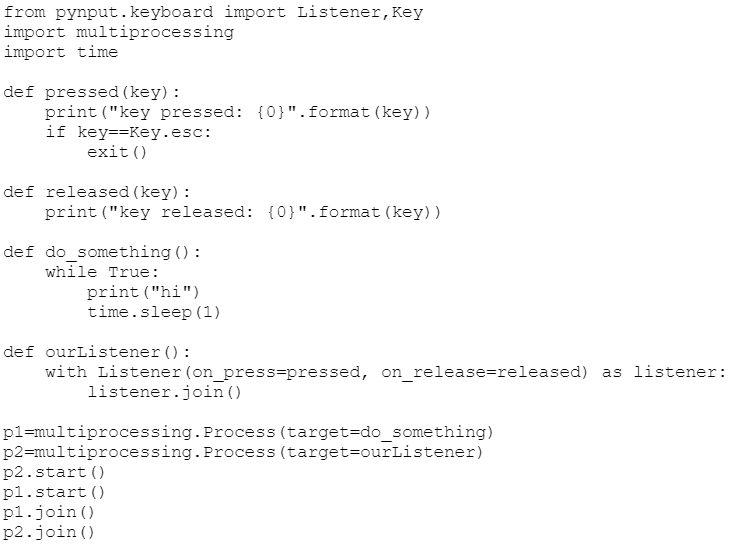 from pynput.keyboard import Listener,Key
import multiprocessing
import time

def pressed(key):
    print("key pressed: {0}".format(key))
    if key==Key.esc:
        exit()

def released(key):
    print("key released: {0}".format(key))

def do_something():
    while True:
        print("hi")
        time.sleep(1)

def ourListener():
    with Listener(on_press=pressed, on_release=released) as listener:
        listener.join()

p1=multiprocessing.Process(target=do_something)
p2=multiprocessing.Process(target=ourListener)
p2.start()
p1.start()
p1.join()
p2.join()